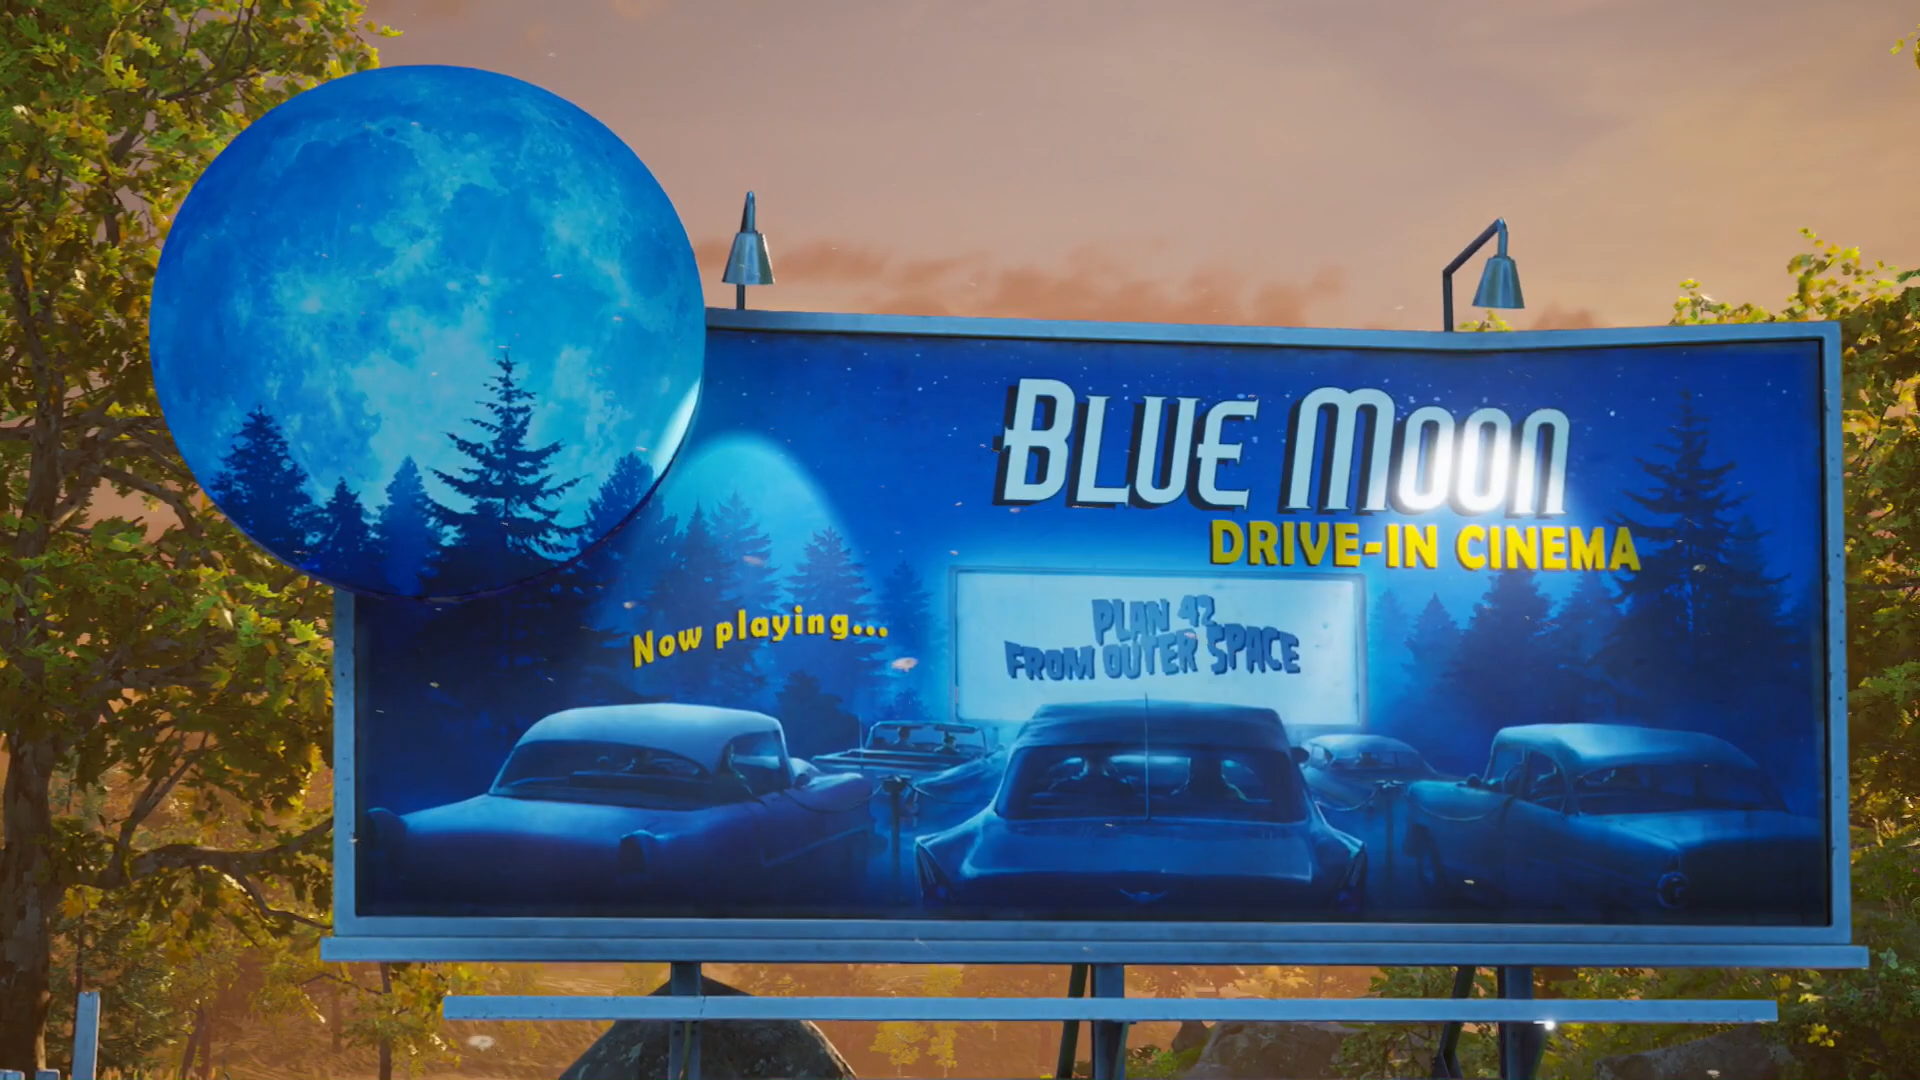 BLUE MOON
DRIVE-IN CINEMA
Now playing...
PLAN 42
FROM OUTER SPACE